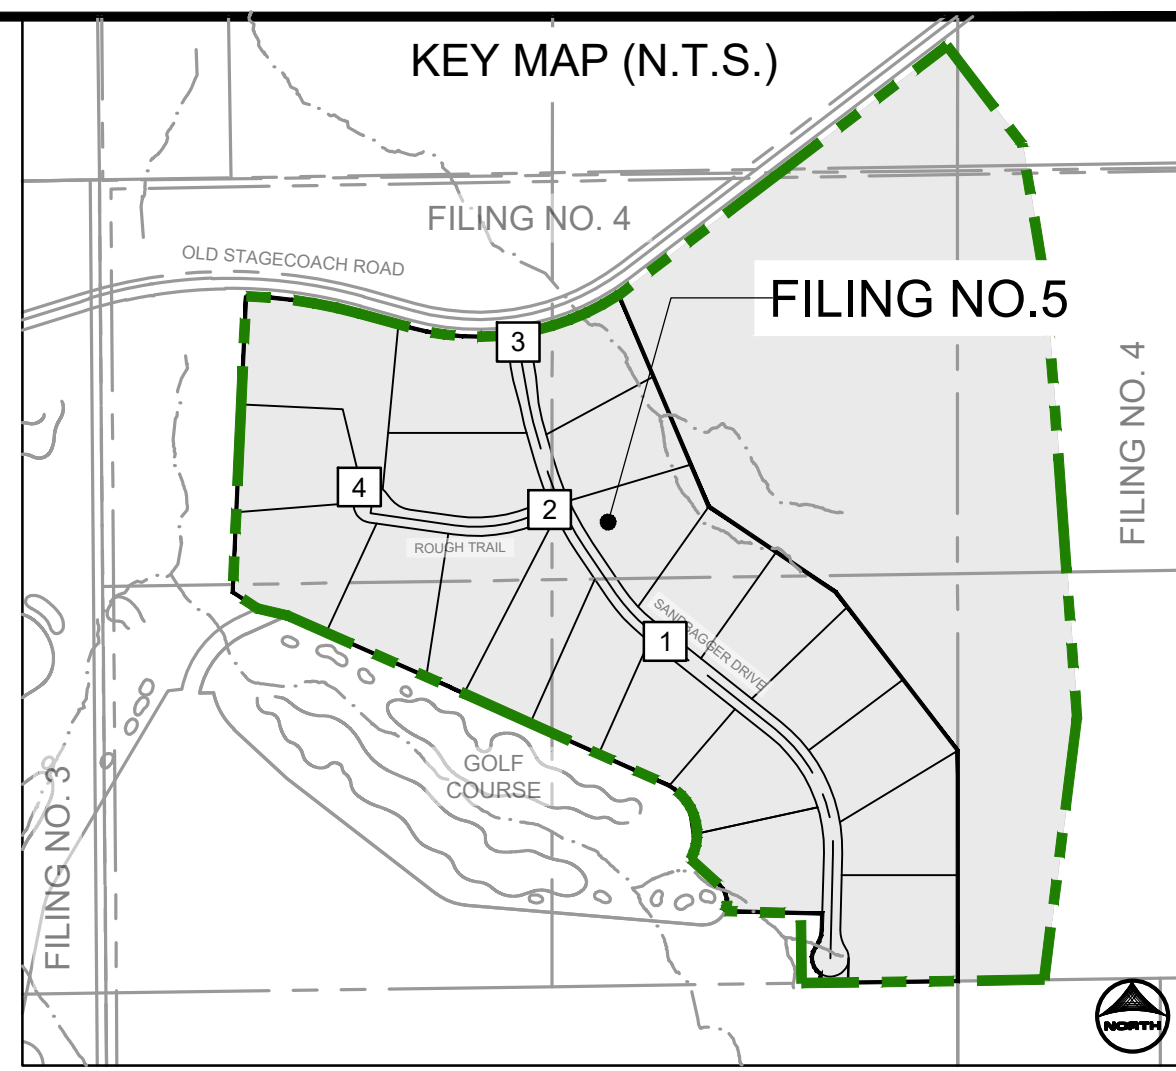 KEY MAP (N.T.S.)
FILING NO. 4
OLD STAGECOACH ROAD
FILING NO.5
3
FILING NO. 4
4
2
ROUGH TRAIL
SANDBAGGER DRIVE
1
GOLF
COURSE
FILING NO. 3
NORTH